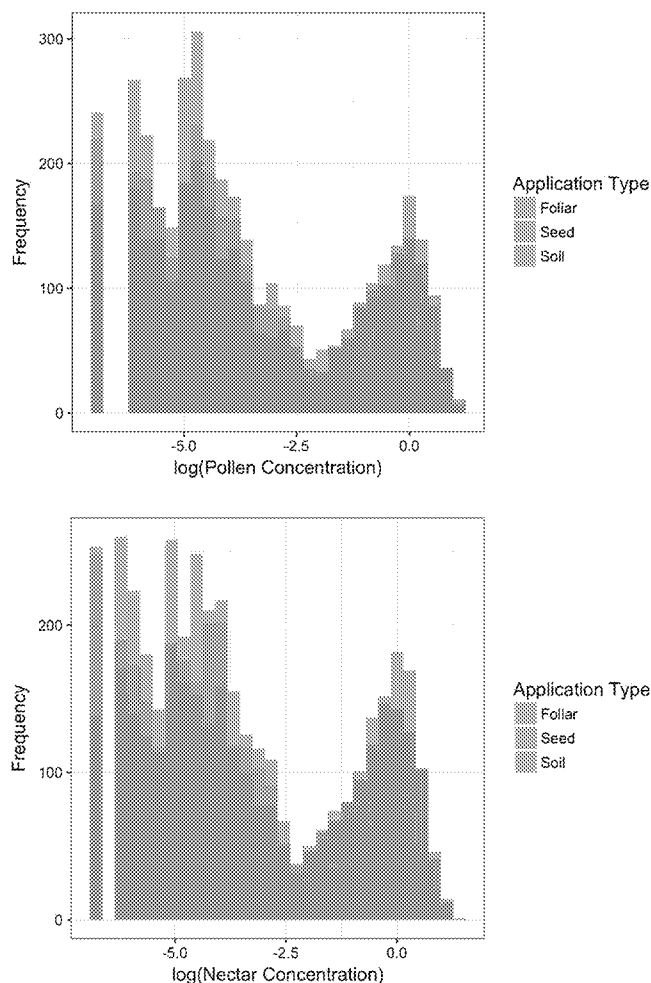 300
200
100
0
Frequency
-5.0 -2.5 0.0
log(Pollen Concentration)
Application Type
Foliar
Seed
Soil
200
100
0
Frequency
-5.0 -2.5 0.0
log(Nectar Concentration)
Application Type
Foliar
Seed
Soil